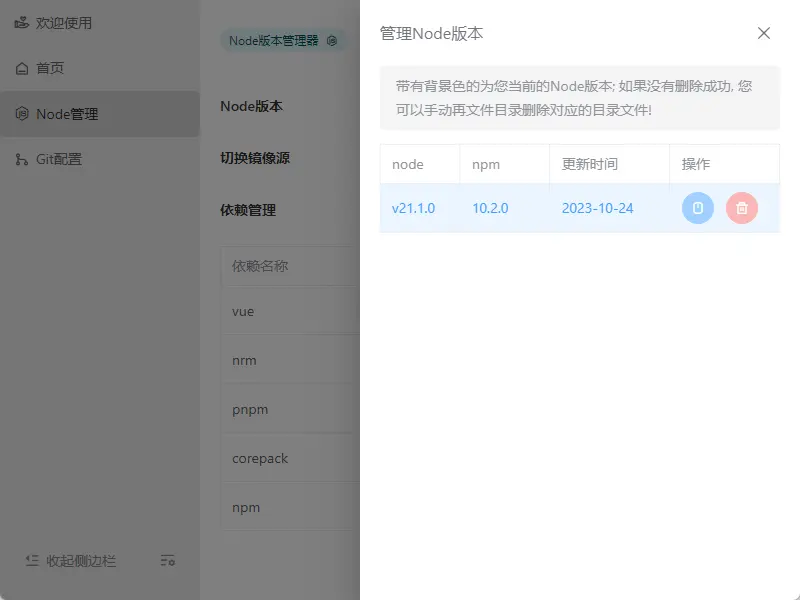 欢迎使用
首页
Node管理
Git配置
收起侧边栏
Node版本管理器
Node版本
切换镜像源
依赖管理
依赖名称
vue
nrm
pnpm
corepack
npm
管理Node版本
带有背景色的为您当前的Node版本; 如果没有删除成功, 您
可以手动再文件目录删除对应的目录文件!
node npm 更新时间 操作
v21.1.0 10.2.0 2023-10-24